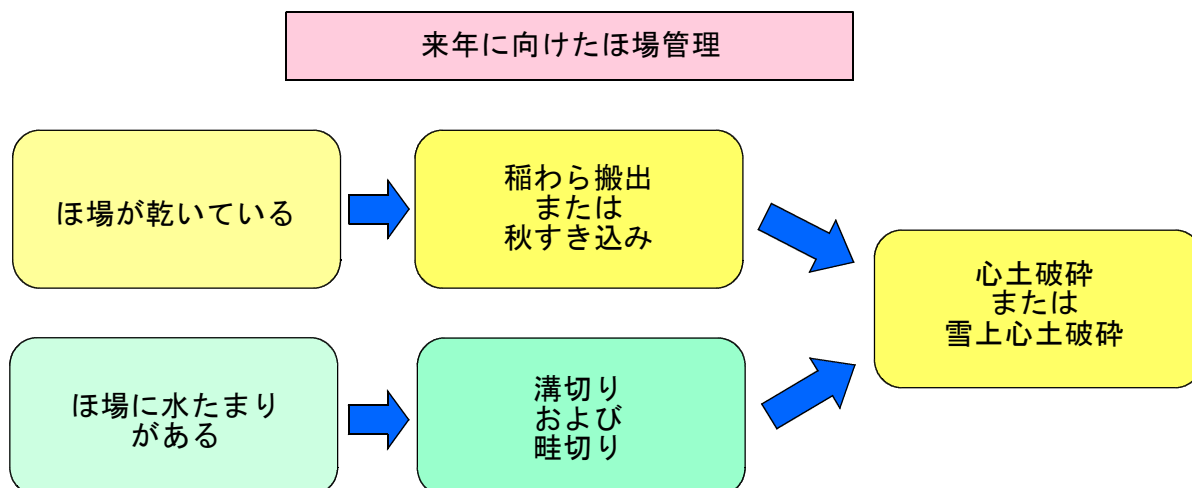 来年に向けたほ場管理
ほ場が乾いている
稲わら搬出
または
秋すき込み
心土破砕
または
雪上心土破砕
ほ場に水たまり
がある
溝切り
および
畦切り